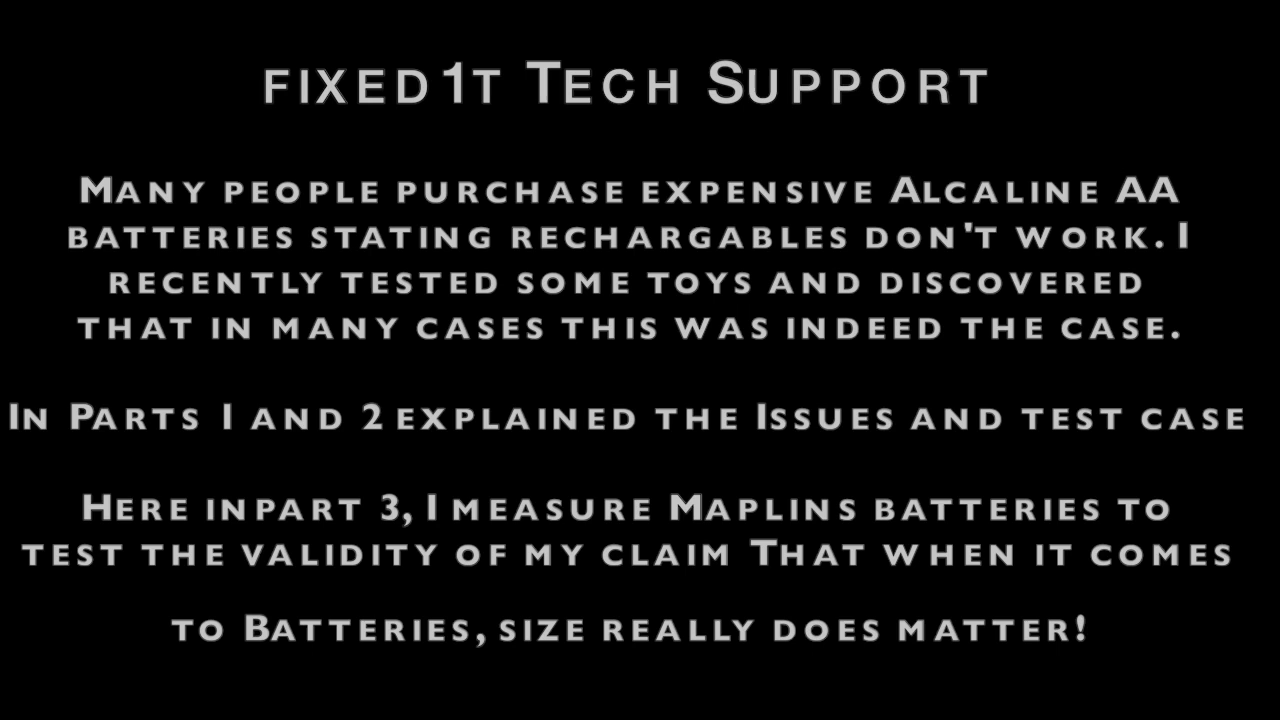 fixed1t Tech Support
Many people purchase expensive Alcaline AA
batteries stating rechargables don't work. I
recently tested some toys and discovered
that in many cases this was indeed the case.
In Parts 1 and 2 explained the Issues and test case
Here inpart 3, I measure Maplins batteries to
test the validity of my claim That when it comes
to Batteries, size really does matter!